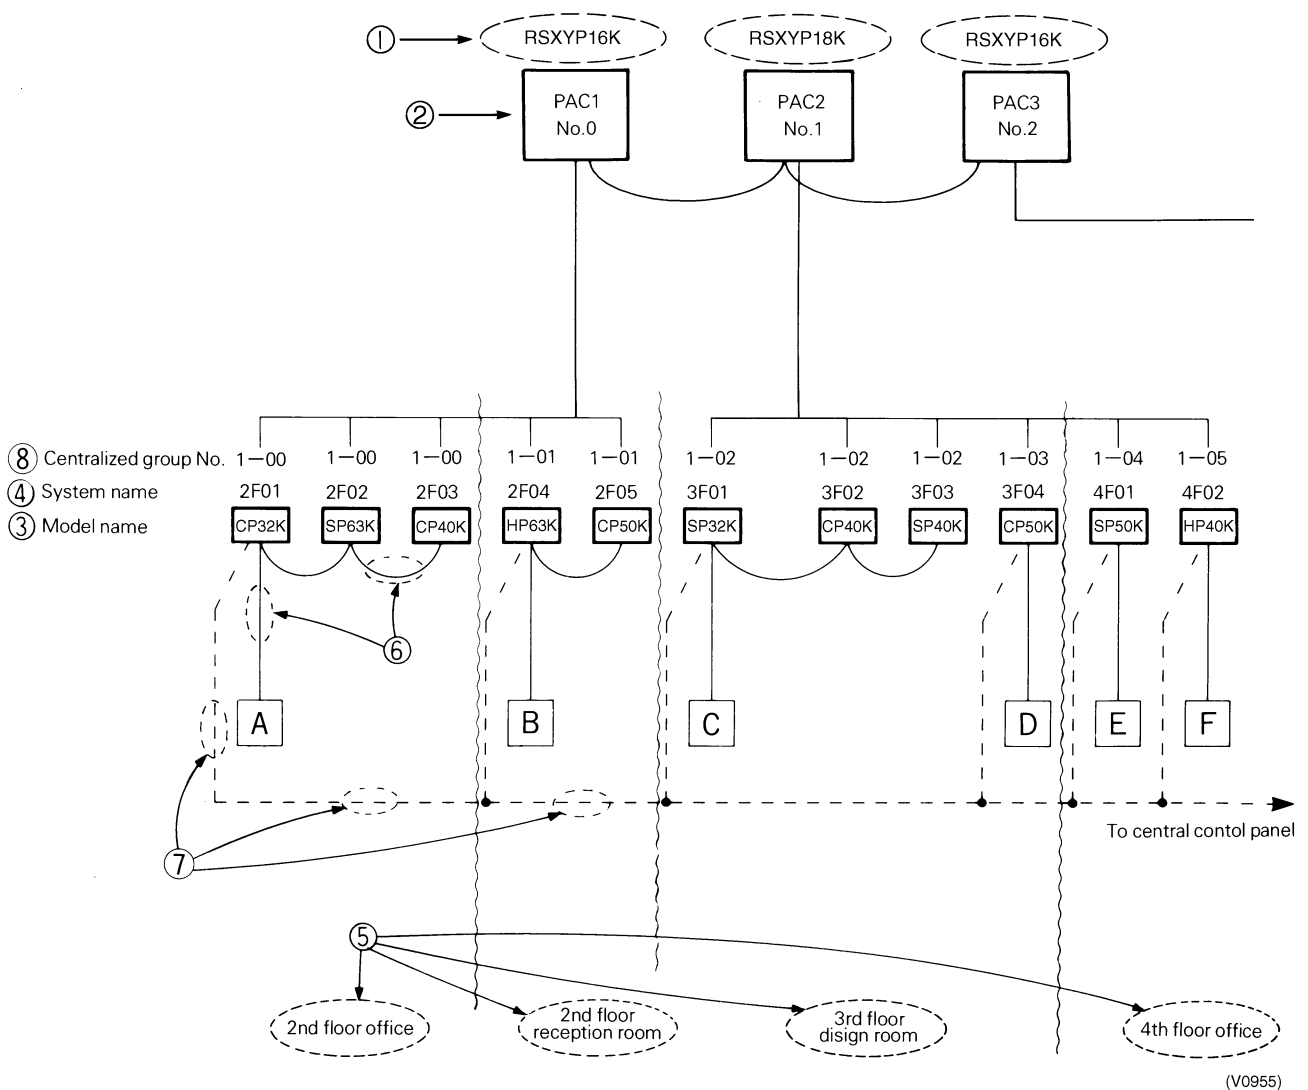 ① RSXYP16K RSXYP18K RSXYP16K
② PAC1 PAC2 PAC3
No.0 No.1 No.2
⑧ Centralized group No. 1—00 1—00 1—00 1—01 1—01 1—02 1—02 1—02 1—03 1—04 1—05
④ System name 2F01 2F02 2F03 2F04 2F05 3F01 3F02 3F03 3F04 4F01 4F02
③ Model name CP32K SP63K CP40K HP63K CP50K SP32K CP40K SP40K CP50K SP50K HP40K
⑥
A B C D E F
To central contol panel
⑦
⑤
2nd floor office
2nd floor
reception room
3rd floor
disign room
4th floor office
(V0955)